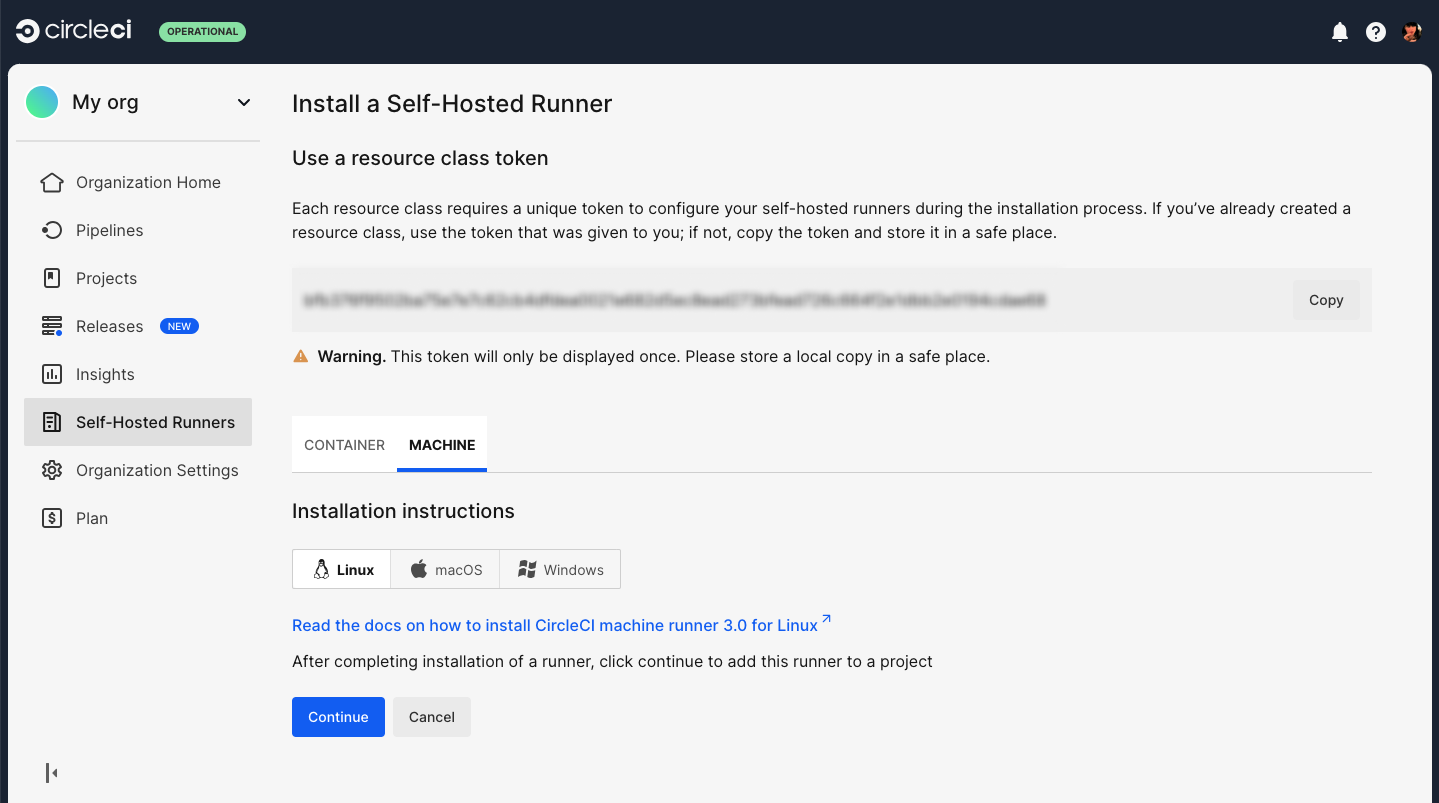 circleci
OPERATIONAL
My org
Organization Home
Pipelines
Projects
Releases NEW
Insights
Self-Hosted Runners
Organization Settings
Plan
Install a Self-Hosted Runner
Use a resource class token
Each resource class requires a unique token to configure your self-hosted runners during the installation process. If you’ve already created a
resource class, use the token that was given to you; if not, copy the token and store it in a safe place.
Copy
Warning. This token will only be displayed once. Please store a local copy in a safe place.
CONTAINER MACHINE
Installation instructions
Linux macOS Windows
Read the docs on how to install CircleCI machine runner 3.0 for Linux
After completing installation of a runner, click continue to add this runner to a project
Continue Cancel